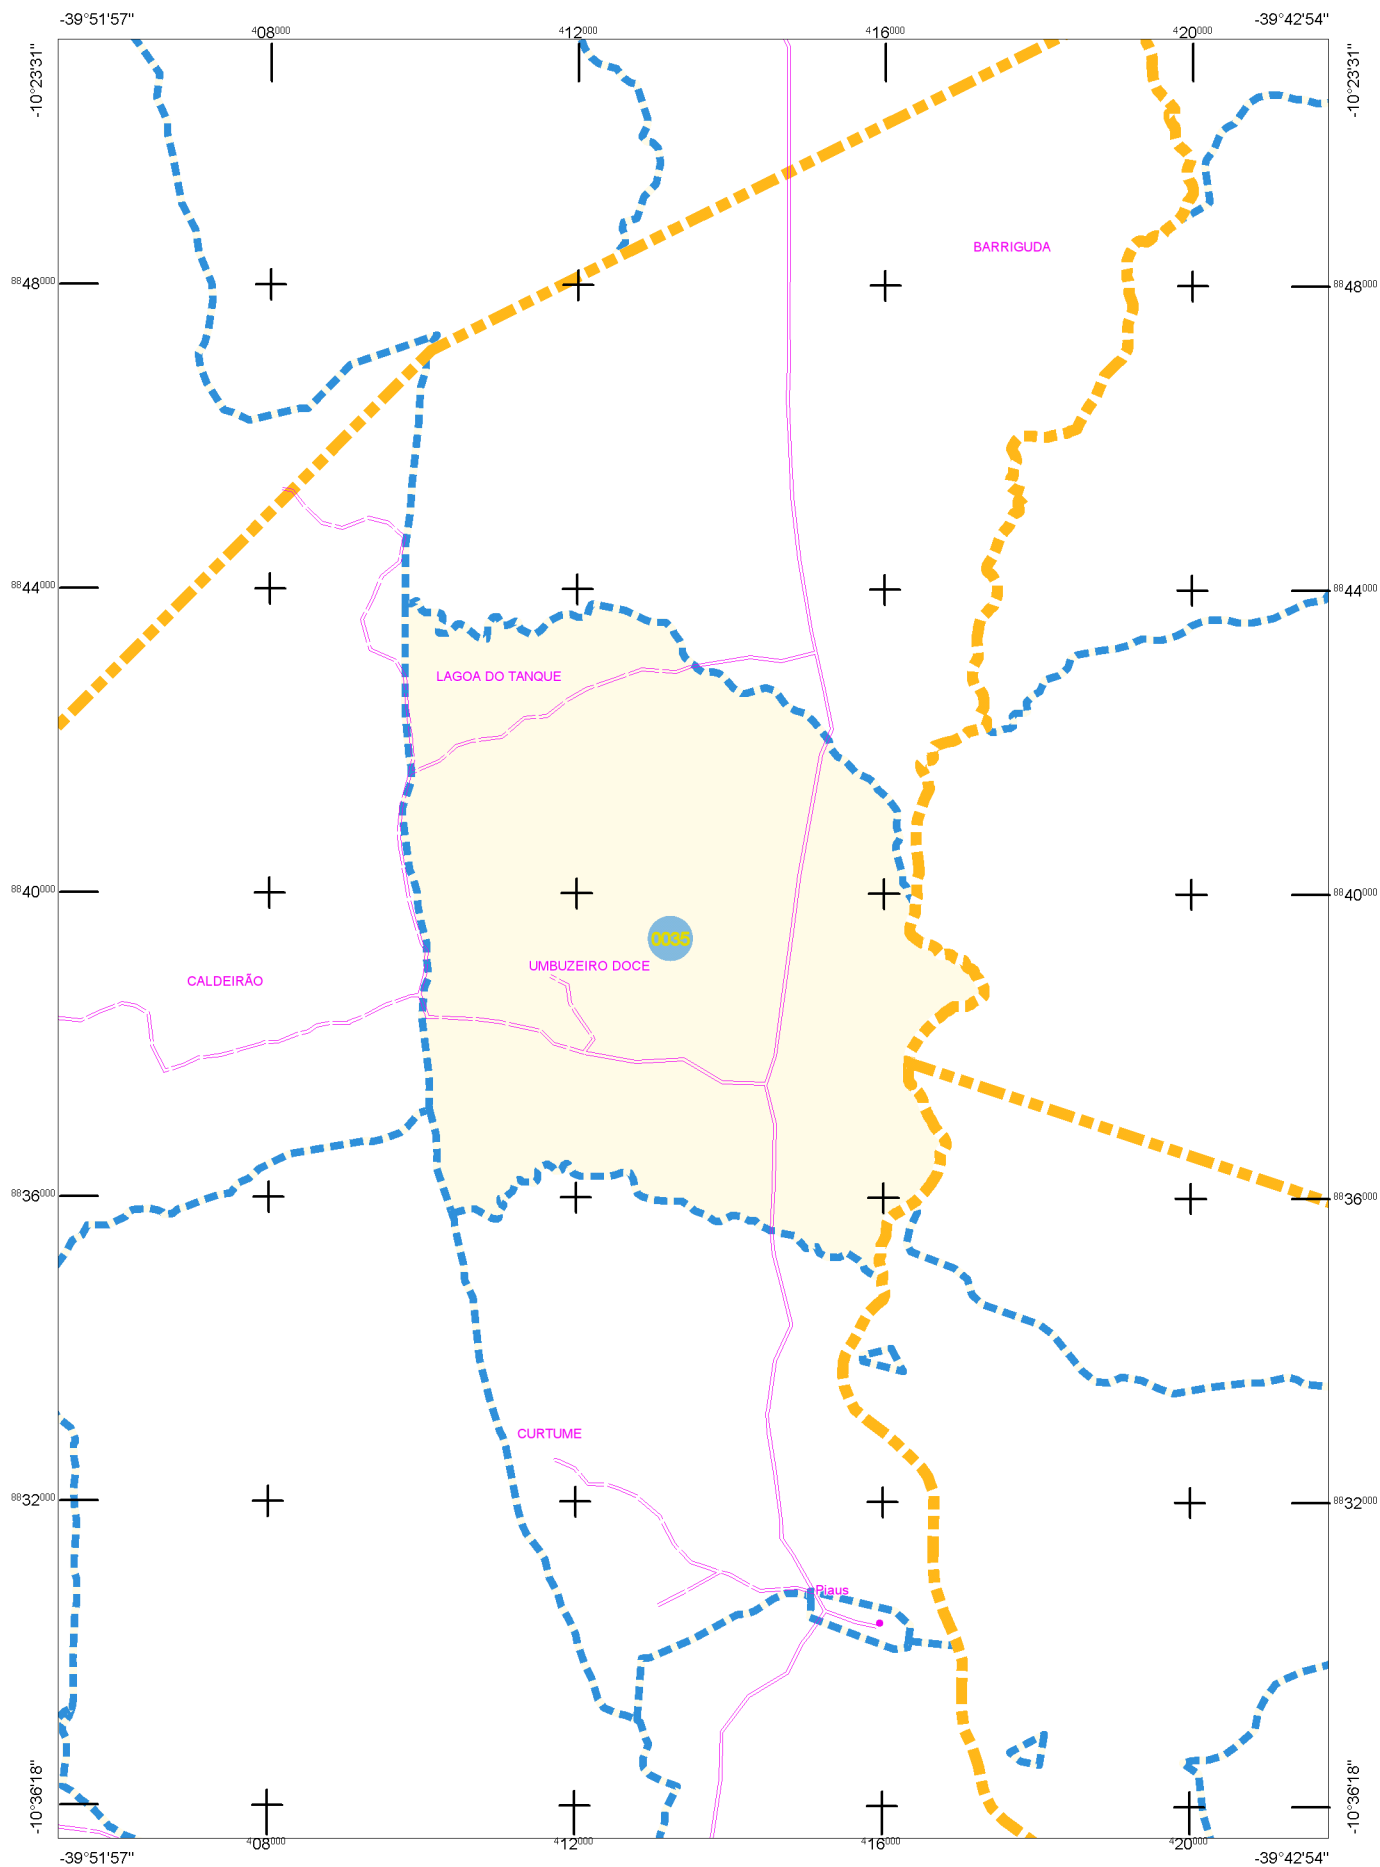 -39°51'57" -39°42'54"
408000 412000 416000 420000
-10°23'31" -10°23'31"
BARRIGUDA
8848000 8848000
8844000 8844000
LAGOA DO TANQUE
8840000 8840000
0035
UMBUZEIRO DOCE
CALDEIRÃO
8836000 8836000
CURTUME
8832000 8832000
Piaus
-10°36'18" -10°36'18"
408000 412000 416000 420000
-39°51'57" -39°42'54"